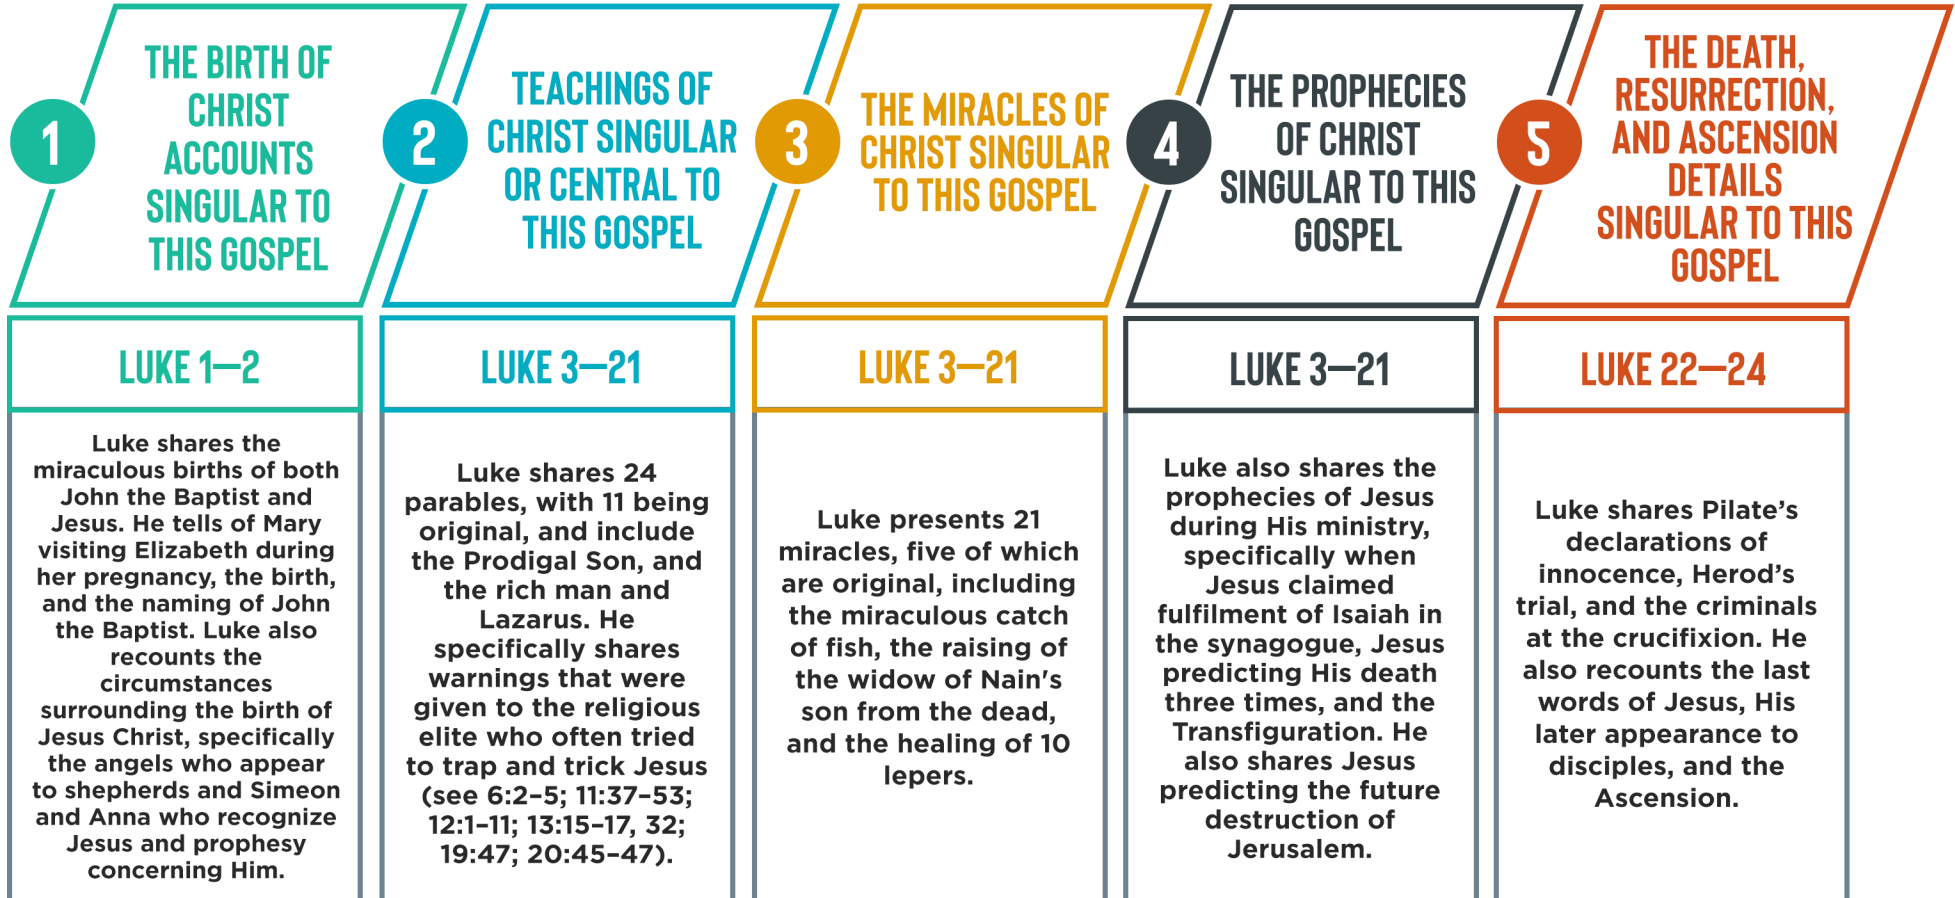 1
THE BIRTH OF
CHRIST
ACCOUNTS
SINGULAR TO
THIS GOSPEL
LUKE 1—2
Luke shares the
miraculous births of both
John the Baptist and
Jesus. He tells of Mary
visiting Elizabeth during
her pregnancy, the birth,
and the naming of John
the Baptist. Luke also
recounts the
circumstances
surrounding the birth of
Jesus Christ, specifically
the angels who appear
to shepherds and Simeon
and Anna who recognize
Jesus and prophesy
concerning Him.
2
TEACHINGS OF
CHRIST SINGULAR
OR CENTRAL TO
THIS GOSPEL
LUKE 3—21
Luke shares 24
parables, with 11 being
original, and include
the Prodigal Son, and
the rich man and
Lazarus. He
specifically shares
warnings that were
given to the religious
elite who often tried
to trap and trick Jesus
(see 6:2–5; 11:37–53;
12:1–11; 13:15–17, 32;
19:47; 20:45–47).
3
THE MIRACLES OF
CHRIST SINGULAR
TO THIS GOSPEL
LUKE 3—21
Luke presents 21
miracles, five of which
are original, including
the miraculous catch
of fish, the raising of
the widow of Nain's
son from the dead,
and the healing of 10
lepers.
4
THE PROPHECIES
OF CHRIST
SINGULAR TO THIS
GOSPEL
LUKE 3—21
Luke also shares the
prophecies of Jesus
during His ministry,
specifically when
Jesus claimed
fulfilment of Isaiah in
the synagogue, Jesus
predicting His death
three times, and the
Transfiguration. He
also shares Jesus
predicting the future
destruction of
Jerusalem.
5
THE DEATH,
RESURRECTION,
AND ASCENSION
DETAILS
SINGULAR TO THIS
GOSPEL
LUKE 22—24
Luke shares Pilate’s
declarations of
innocence, Herod’s
trial, and the criminals
at the crucifixion. He
also recounts the last
words of Jesus, His
later appearance to
disciples, and the
Ascension.